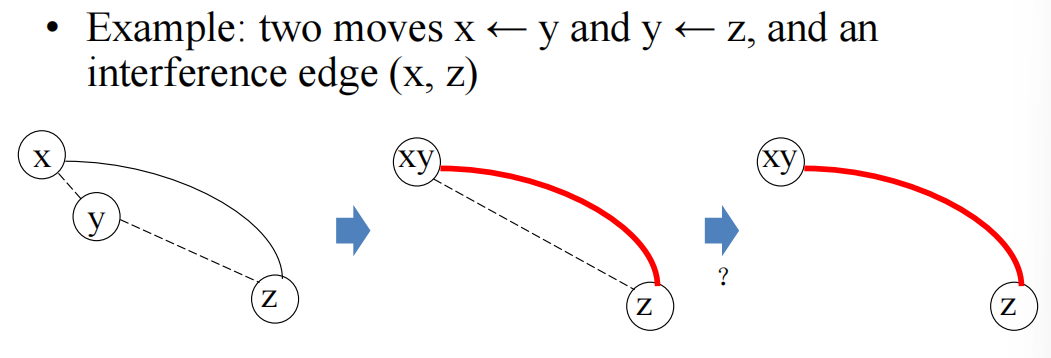 • Example: two moves x ← y and y ← z, and an
interference edge (x, z)
x
y
z
xy
z
?
xy
z